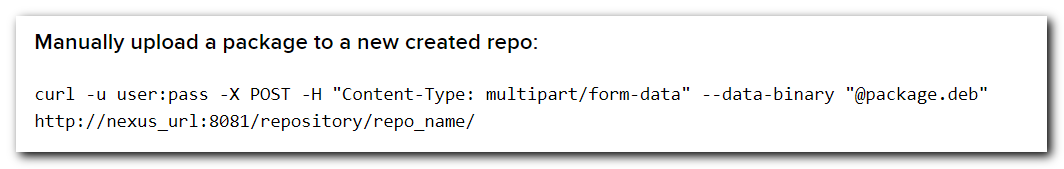 Manually upload a package to a new created repo:
curl -u user:pass -X POST -H "Content-Type: multipart/form-data" --data-binary "@package.deb"
http://nexus_url:8081/repository/repo_name/